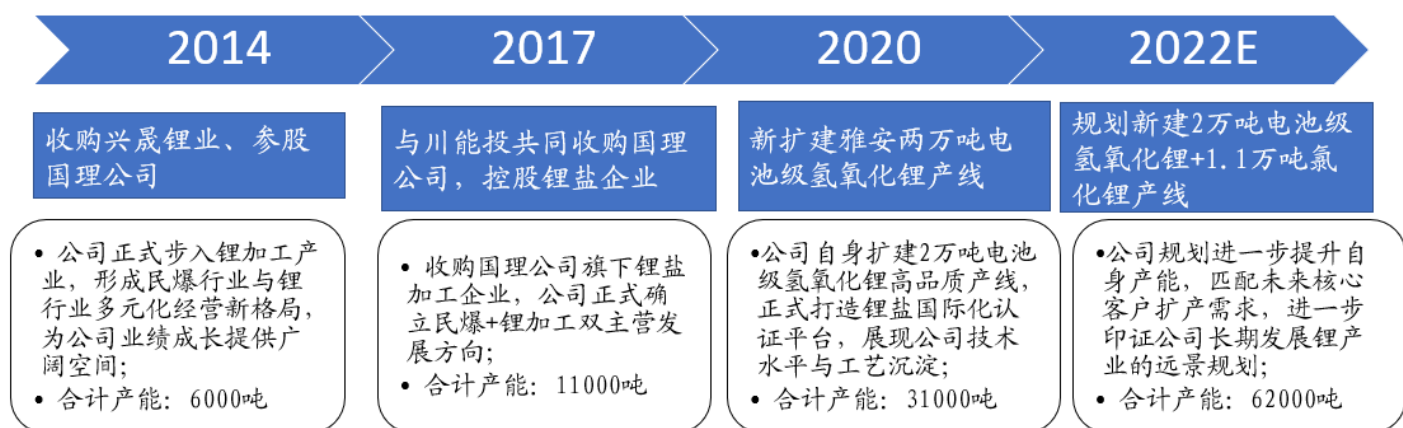 2014
2017
2020
2022E
收购兴晟锂业、参股
国理公司
与川能投共同收购国理
公司，控股锂盐企业
新扩建雅安两万吨电
池级氢氧化锂产线
规划新建2万吨电池级
氢氧化锂+1.1万吨氯
化锂产线
• 公司正式步入锂加工产
业，形成民爆行业与锂
行业多元化经营新格局，
为公司业绩成长提供广
阔空间；
• 合计产能：6000吨
• 收购国理公司旗下锂盐
加工企业，公司正式确
立民爆+锂加工双主营发
展方向；
• 合计产能：11000吨
• 公司自身扩建2万吨电池
级氢氧化锂高品质产线，
正式打造锂盐国际化认
证平台，展现公司技术
水平与工艺沉淀；
• 合计产能：31000吨
• 公司规划进一步提升自
身产能，匹配未来核心
客户扩产需求，进一步
印证公司长期发展锂产
业的远景规划；
• 合计产能：62000吨